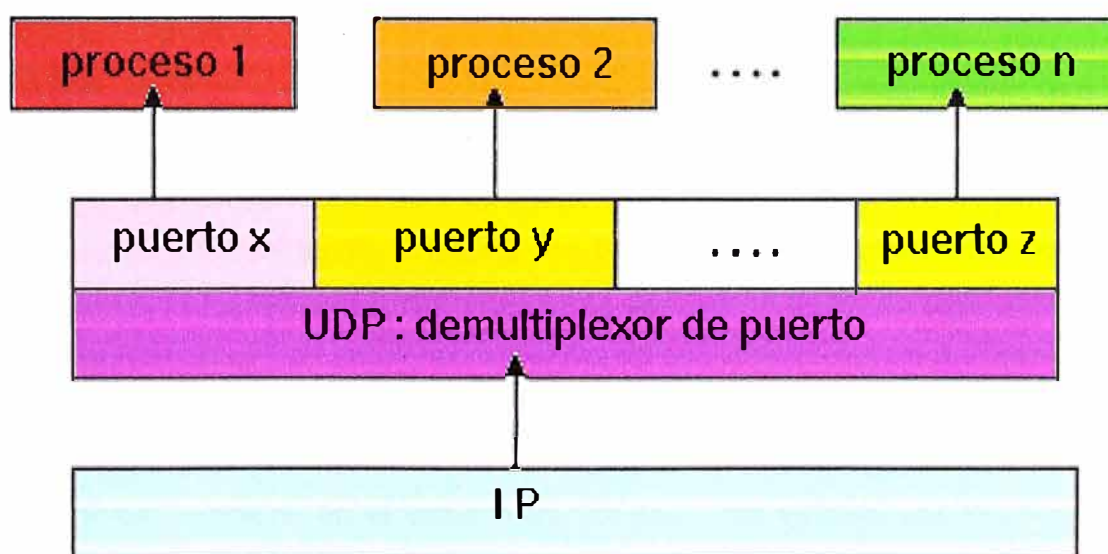 proceso 1 proceso 2 .... proceso n
puerto x puerto y .... puerto z
UDP : demultiplexor de puerto
IP